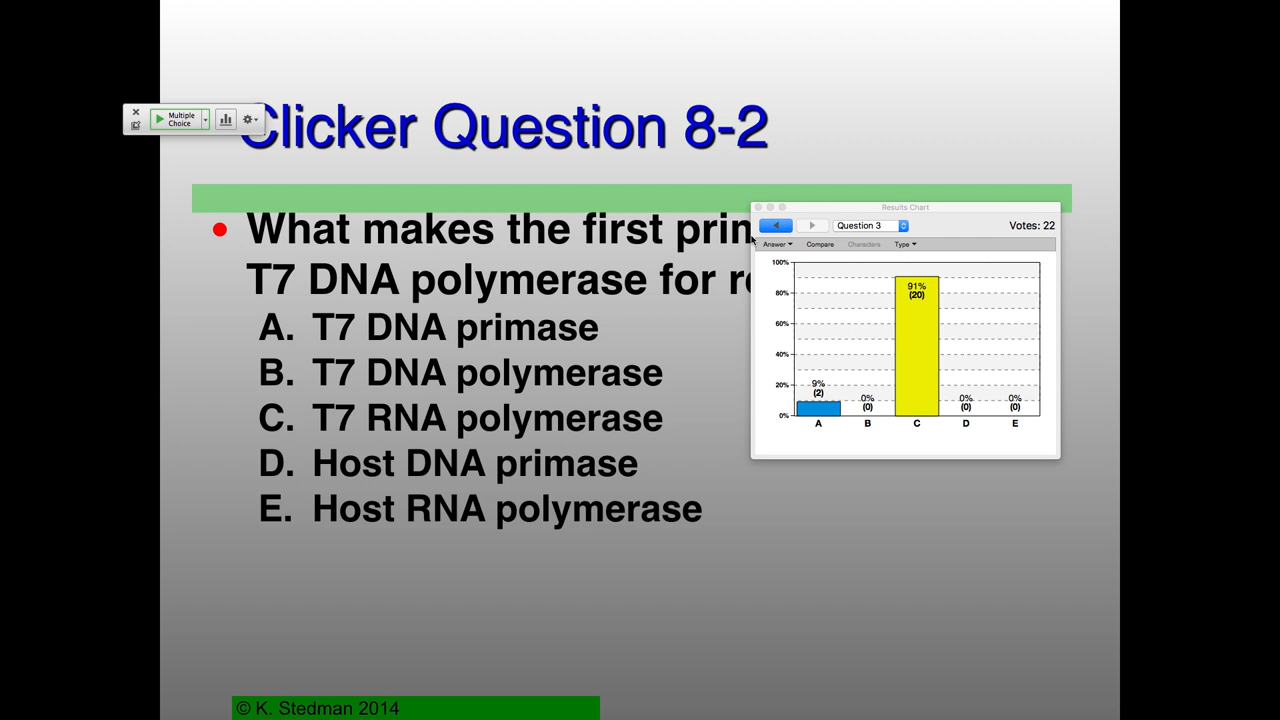 Multiple
Choice
Clicker Question 8-2
What makes the first
T7 DNA polymerase for
A. T7 DNA primase
B. T7 DNA polymerase
C. T7 RNA polymerase
D. Host DNA primase
E. Host RNA polymerase
Results Chart
Question 3
Votes: 22
Answer Compare Characters Type
100%
80%
60%
40%
20%
0%
9%
(2)
0%
(0)
91%
(20)
0%
(0)
0%
(0)
A B C D E
© K. Stedman 2014